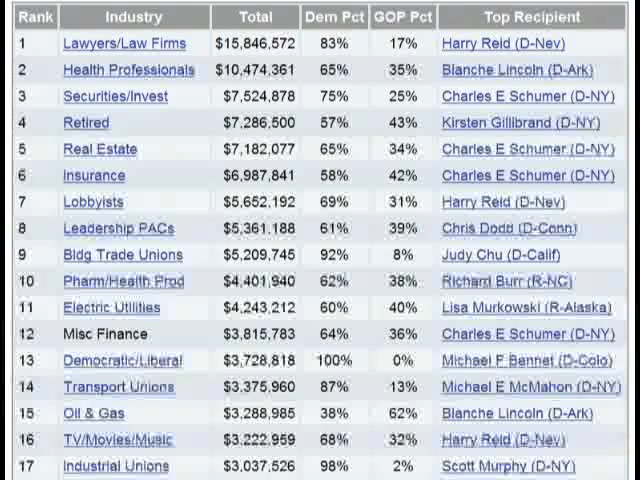 Rank Industry Total Dem Pct GOP Pct Top Recipient
1 Lawyers/Law Firms $15,846,572 83% 17% Harry Reid (D-Nev)
2 Health Professionals $10,474,361 65% 35% Blanche Lincoln (D-Ark)
3 Securities/Invest $7,524,878 75% 25% Charles E Schumer (D-NY)
4 Retired $7,286,500 57% 43% Kirsten Gillibrand (D-NY)
5 Real Estate $7,182,077 65% 34% Charles E Schumer (D-NY)
6 Insurance $6,987,841 58% 42% Charles E Schumer (D-NY)
7 Lobbyists $5,652,192 69% 31% Harry Reid (D-Nev)
8 Leadership PACs $5,361,188 61% 39% Chris Dodd (D-Conn)
9 Bldg Trade Unions $5,209,745 92% 8% Judy Chu (D-Calif)
10 Pharm/Health Prod $4,401,940 62% 38% Richard Burr (R-NC)
11 Electric Utilities $4,243,212 60% 40% Lisa Murkowski (R-Alaska)
12 Misc Finance $3,815,783 64% 36% Charles E Schumer (D-NY)
13 Democratic/Liberal $3,728,818 100% 0% Michael F Bennet (D-Colo)
14 Transport Unions $3,375,960 87% 13% Michael E McMahon (D-NY)
15 Oil & Gas $3,288,985 38% 62% Blanche Lincoln (D-Ark)
16 TV/Movies/Music $3,222,959 68% 32% Harry Reid (D-Nev)
17 Industrial Unions $3,037,526 98% 2% Scott Murphy (D-NY)